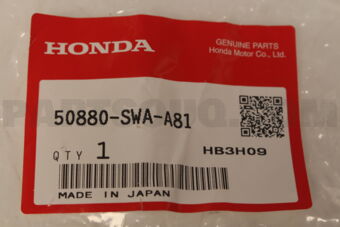 HONDA
GENUINE PARTS
Honda Motor Co., Ltd.
50880-SWA-A81
QTY 1
HB3H09
MADE IN JAPAN